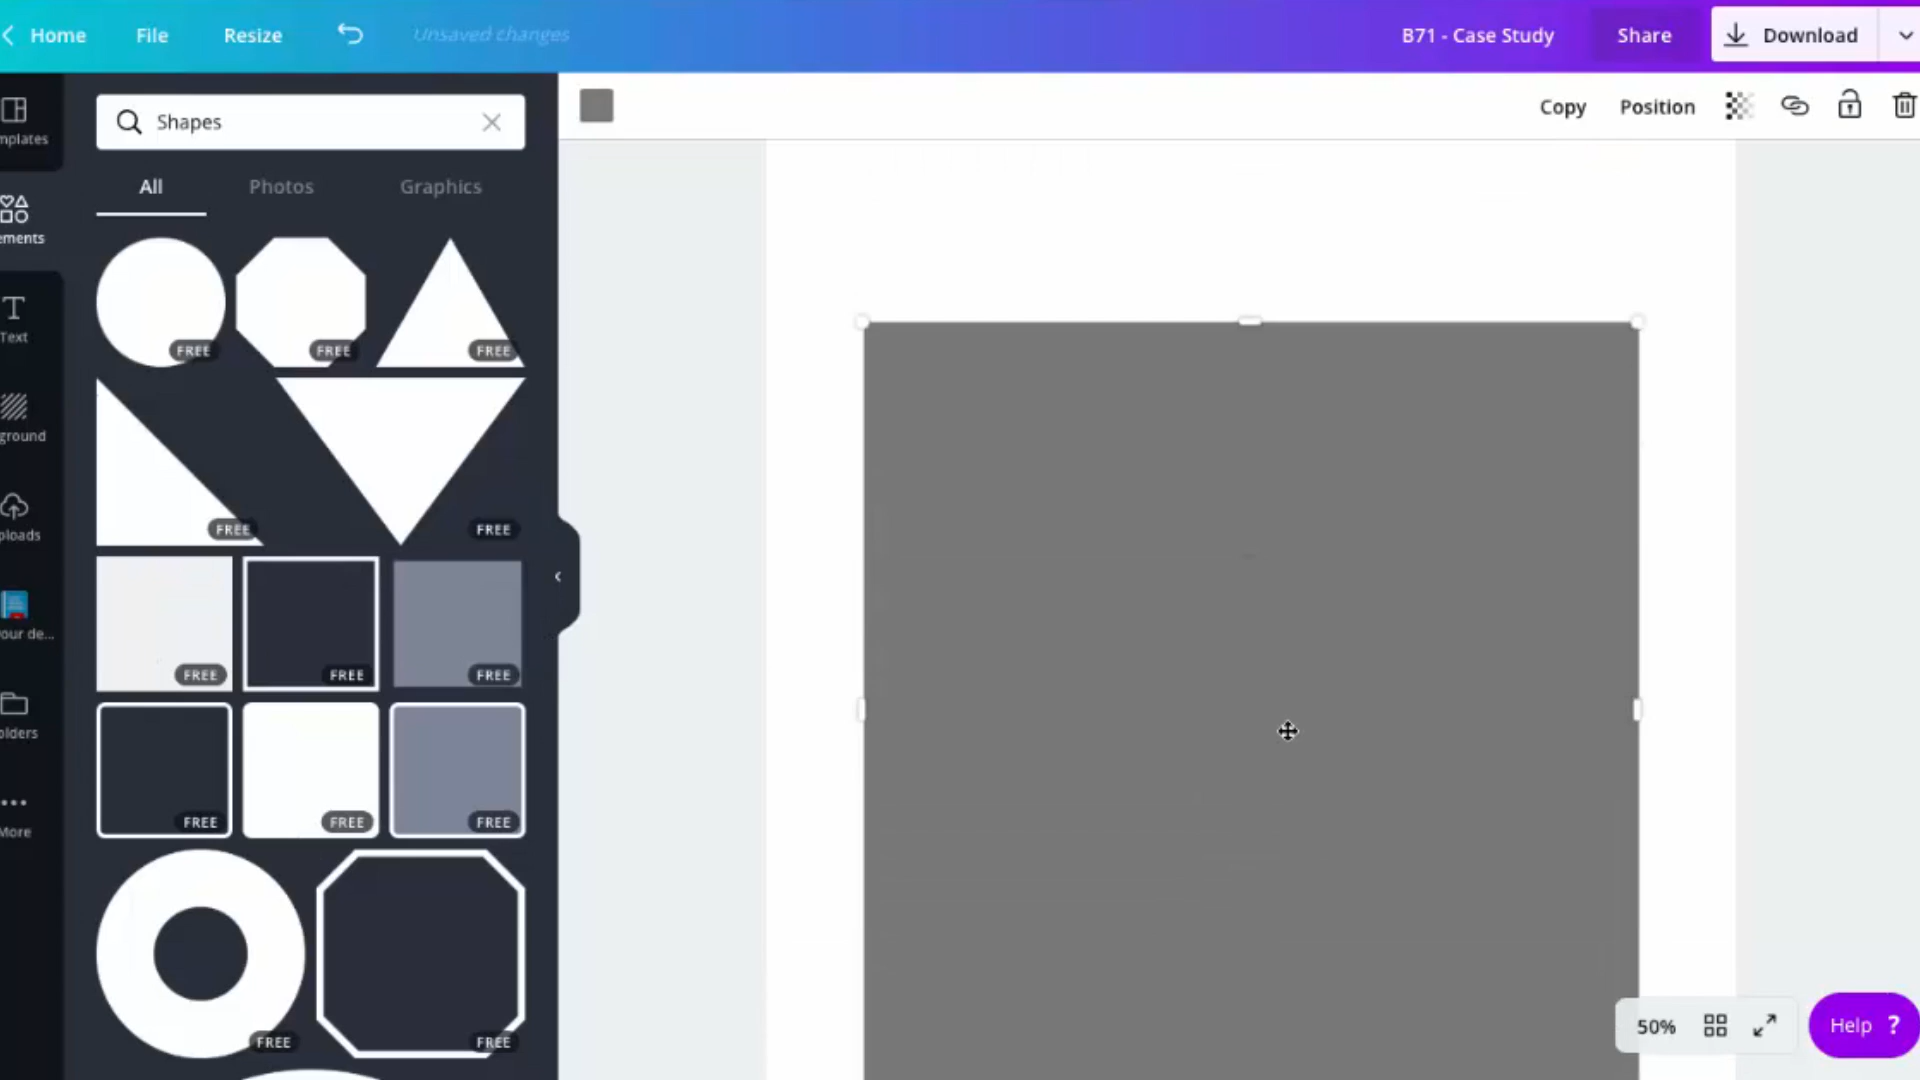 Home File Resize Unsaved changes B71 - Case Study Share Download
Shapes
Copy Position
All Photos Graphics
mplates
ements
Text
ground
ploads
our de...
olders
More
FREE FREE FREE
FREE FREE
FREE FREE FREE
FREE FREE FREE
FREE FREE
50% Help ?